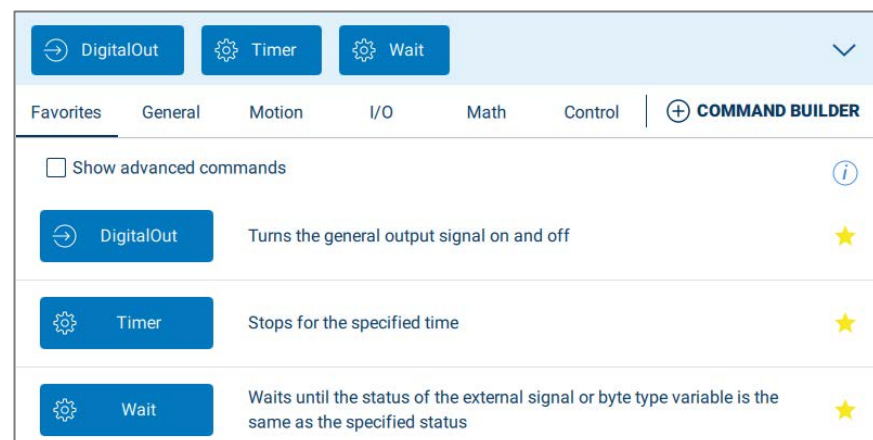 DigitalOut Timer Wait
Favorites General Motion I/O Math Control COMMAND BUILDER
Show advanced commands i
DigitalOut Turns the general output signal on and off
Timer Stops for the specified time
Waits until the status of the external signal or byte type variable is the
Wait
same as the specified status